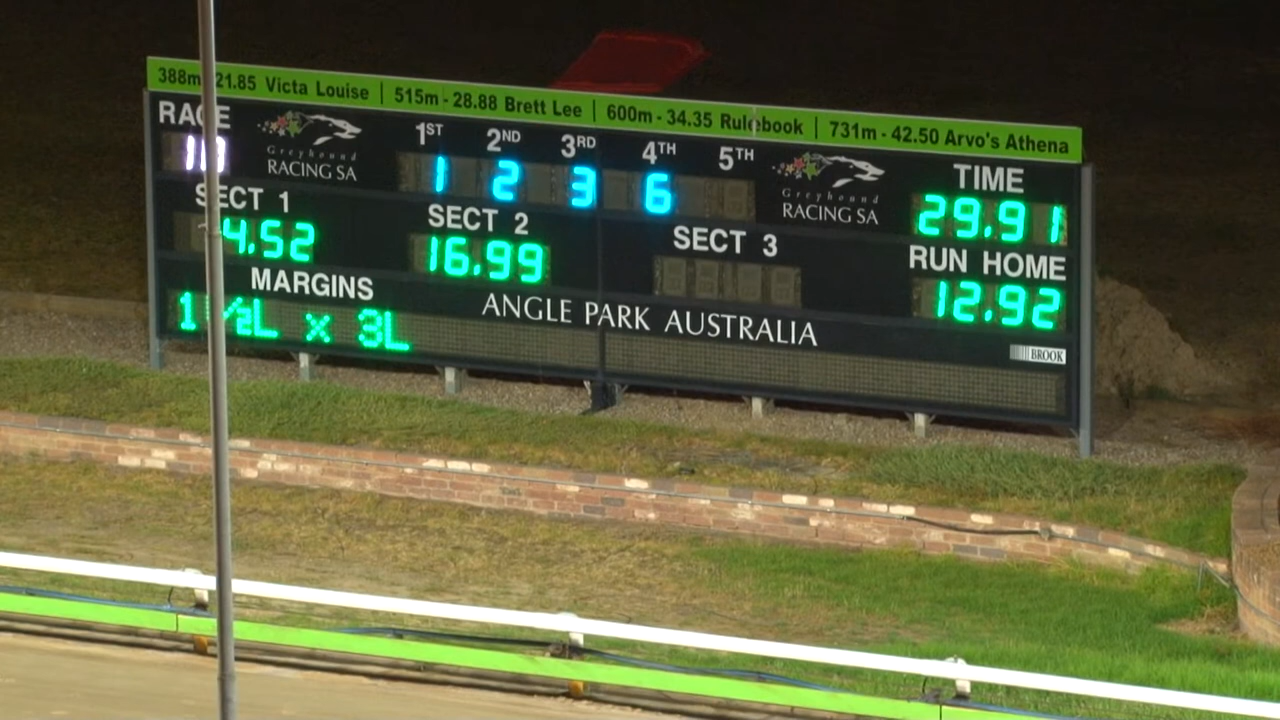 388m 21.85 Victa Louise | 515m - 28.88 Brett Lee | 600m - 34.35 Rulebook | 731m - 42.50 Arvo's Athena
RACE
1ST 2ND 3RD 4TH 5TH
1 2 3 6
Greyhound
RACING SA
Greyhound
RACING SA
TIME
29.91
SECT 1
4.52
SECT 2
16.99
SECT 3
RUN HOME
12.92
MARGINS
1 ½L x 3L
ANGLE PARK AUSTRALIA
BROOK